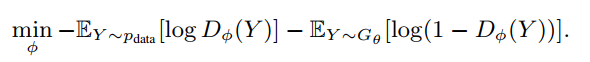 min_ϕ −𝔼_{Y∼p_data}[log D_ϕ(Y)] − 𝔼_{Y∼G_θ}[log(1 − D_ϕ(Y))].